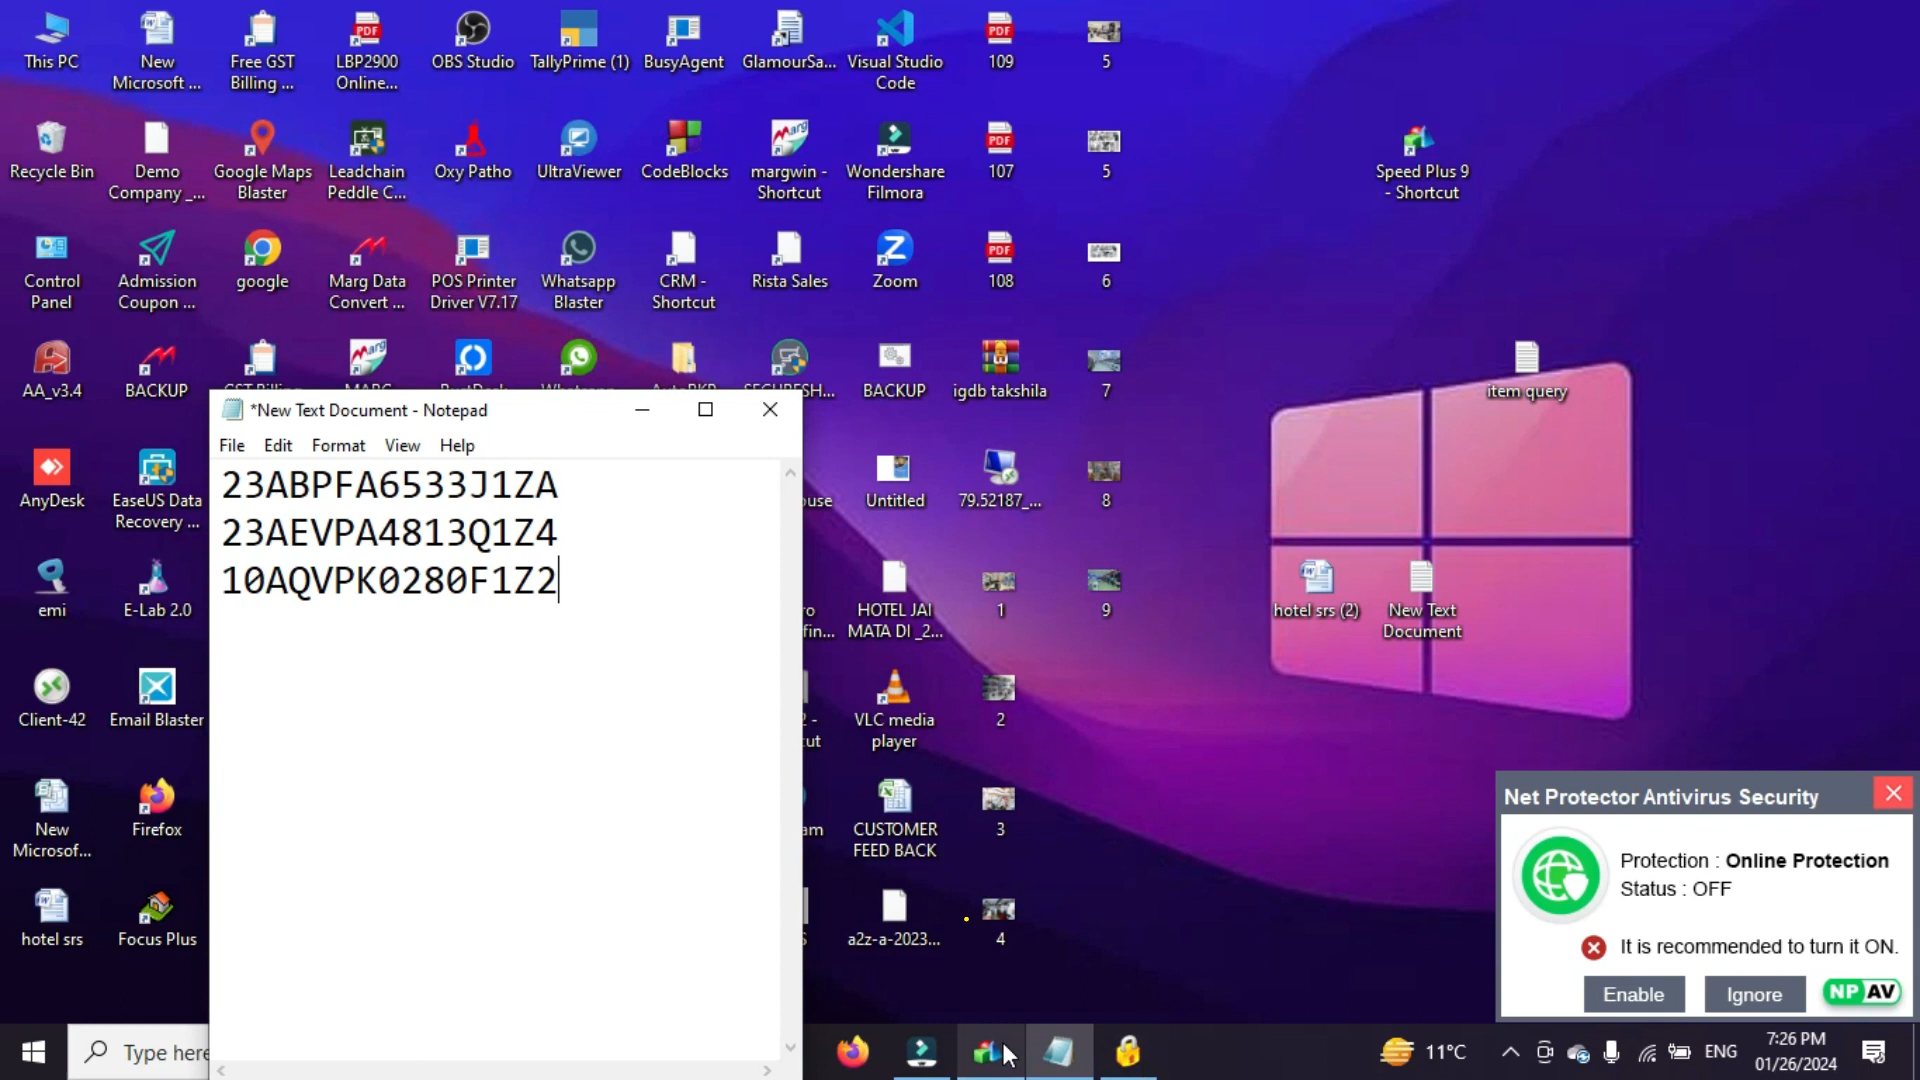 This PC
New
Microsoft ...
Free GST
Billing ...
LBP2900
Online...
OBS Studio
TallyPrime (1)
BusyAgent
GlamourSa...
Visual Studio
Code
109
5
Recycle Bin
Demo
Company _...
Google Maps
Blaster
Leadchain
Peddle C...
Oxy Patho
UltraViewer
CodeBlocks
margwin -
Shortcut
Wondershare
Filmora
107
5
Speed Plus 9
- Shortcut
Control
Panel
Admission
Coupon ...
google
Marg Data
Convert ...
POS Printer
Driver V7.17
Whatsapp
Blaster
CRM -
Shortcut
Rista Sales
Zoom
108
6
AA_v3.4
BACKUP
BACKUP
igdb takshila
7
item query
*New Text Document - Notepad
File Edit Format View Help
23ABPFA6533J1ZA
23AEVPA4813Q1Z4
10AQVPK0280F1Z2
AnyDesk
EaseUS Data
Recovery ...
Untitled
79.52187_...
8
emi
E-Lab 2.0
HOTEL JAI
MATA DI _2...
1
9
hotel srs (2)
New Text
Document
Client-42
Email Blaster
VLC media
player
2
New
Microsof...
Firefox
CUSTOMER
FEED BACK
3
hotel srs
Focus Plus
a2z-a-2023...
4
Net Protector Antivirus Security
Protection : Online Protection
Status : OFF
It is recommended to turn it ON.
Enable
Ignore
NP AV
Type here
11°C
ENG
7:26 PM
01/26/2024